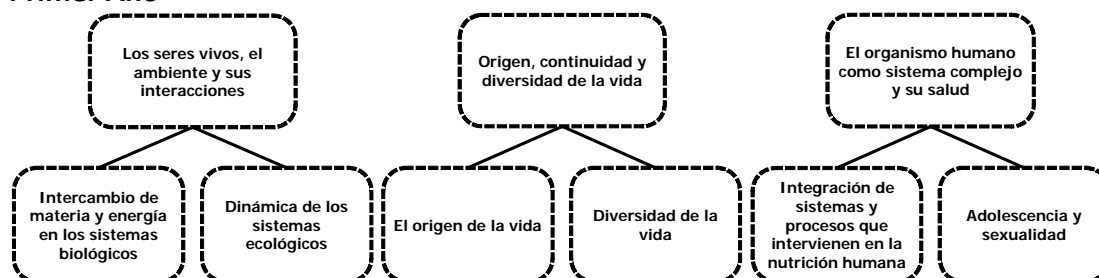 Primer Año
Los seres vivos, el
ambiente y sus
interacciones
Origen, continuidad y
diversidad de la vida
El organismo humano
como sistema complejo
y su salud
Intercambio de
materia y energía
en los sistemas
biológicos
Dinámica de los
sistemas
ecológicos
El origen de la vida
Diversidad de la
vida
Integración de
sistemas y
procesos que
intervienen en la
nutrición humana
Adolescencia y
sexualidad